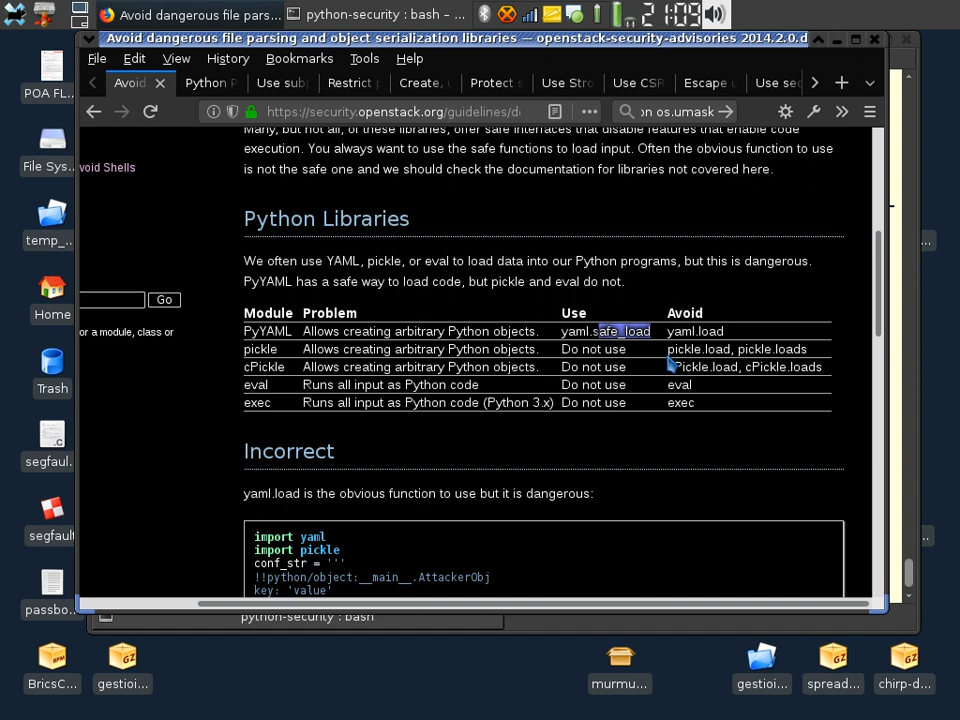 Avoid dangerous file pars...
python-security : bash – ...
2 1:09
Avoid dangerous file parsing and object serialization libraries — openstack-security-advisories 2014.2.0.d
File Edit View History Bookmarks Tools Help
Avoid Python P Use sub Restrict Create, Protect Use Stro Use CSR Escape Use sec
https://security.openstack.org/guidelines/d on os.umask
Many, but not all, of these libraries, offer safe interfaces that disable features that enable code
execution. You always want to use the safe functions to load input. Often the obvious function to use
is not the safe one and we should check the documentation for libraries not covered here.
void Shells
Python Libraries
We often use YAML, pickle, or eval to load data into our Python programs, but this is dangerous.
PyYAML has a safe way to load code, but pickle and eval do not.
Go
or a module, class or
Module Problem Use Avoid
PyYAML Allows creating arbitrary Python objects. yaml.safe_load yaml.load
pickle Allows creating arbitrary Python objects. Do not use pickle.load, pickle.loads
cPickle Allows creating arbitrary Python objects. Do not use cPickle.load, cPickle.loads
eval Runs all input as Python code Do not use eval
exec Runs all input as Python code (Python 3.x) Do not use exec
Incorrect
yaml.load is the obvious function to use but it is dangerous:
import yaml
import pickle
conf_str = '''
!!python/object:__main__.AttackerObj
key: 'value'
python-security : bash
POA FL...
File Sys...
temp_...
Home
Trash
segfaul...
segfault
passbo...
BricsC...
gestioi...
murmu...
gestioi...
spread...
chirp-d...